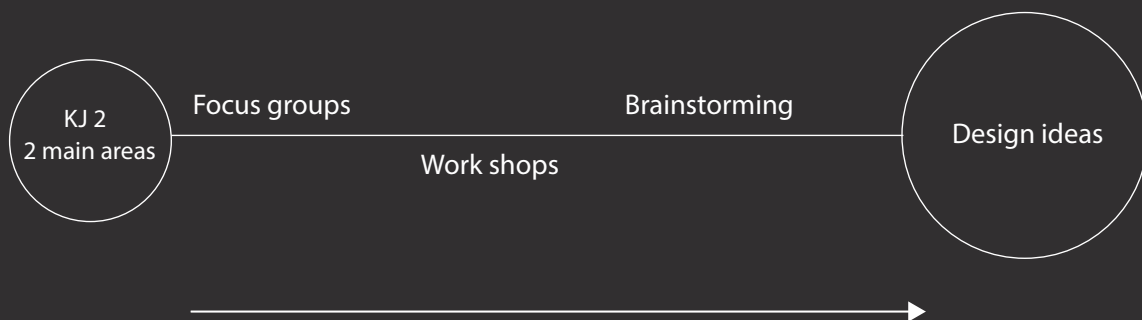 KJ 2
2 main areas
Focus groups
Work shops
Brainstorming
Design ideas